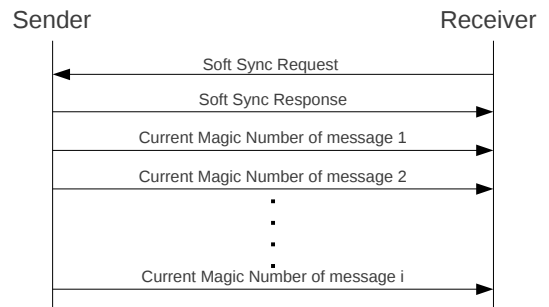 Sender
Receiver
Soft Sync Request
Soft Sync Response
Current Magic Number of message 1
Current Magic Number of message 2
Current Magic Number of message i